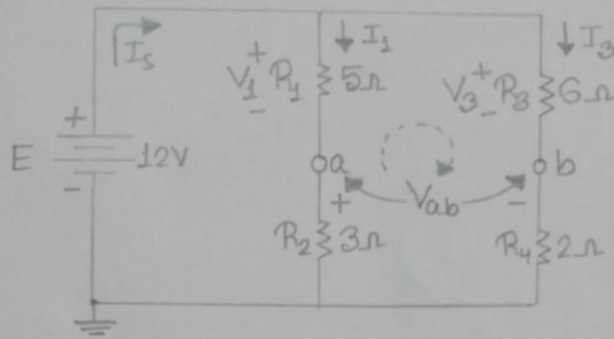 Is
I1
I3
+
V1 R1 5Ω
-
+
V3 R3 6Ω
-
+
E 12V
-
a
b
+ Vab -
R2 3Ω
R4 2Ω